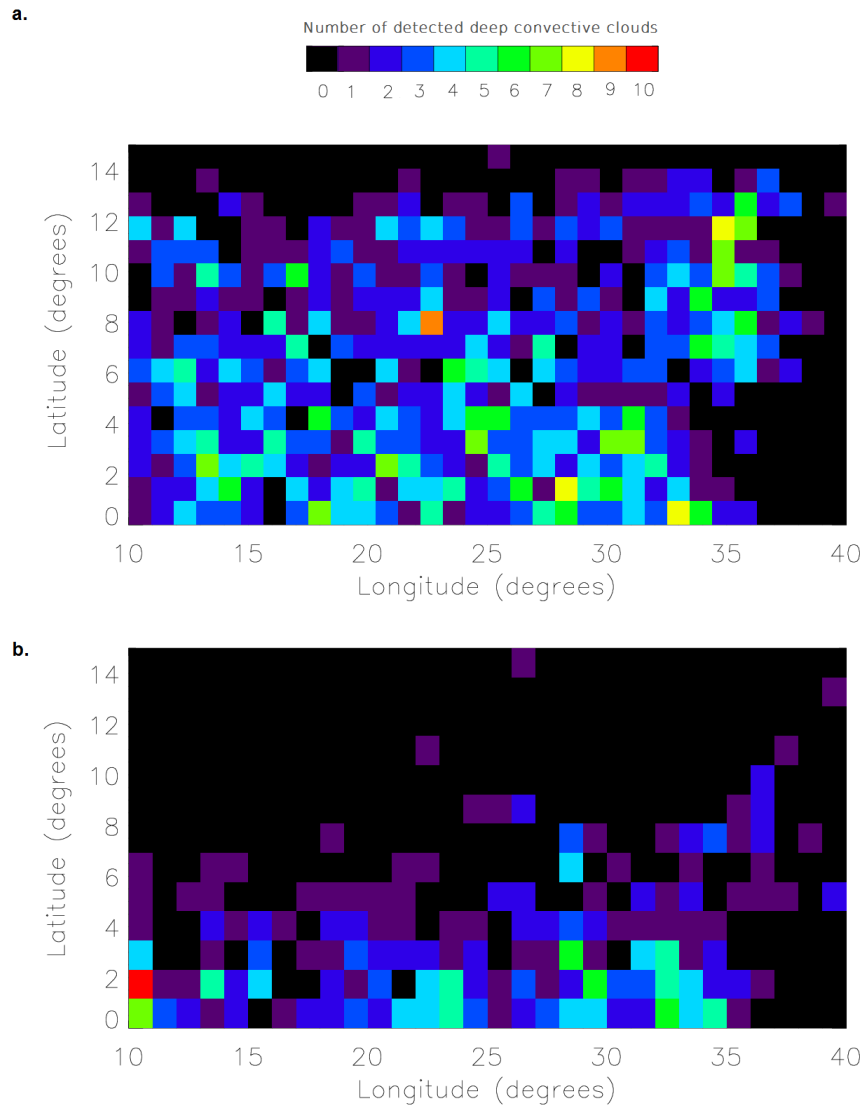 a.
Number of detected deep convective clouds
0 1 2 3 4 5 6 7 8 9 10
Latitude (degrees)
14
12
10
8
6
4
2
0
10 15 20 25 30 35 40
Longitude (degrees)
b.
Latitude (degrees)
14
12
10
8
6
4
2
0
10 15 20 25 30 35 40
Longitude (degrees)